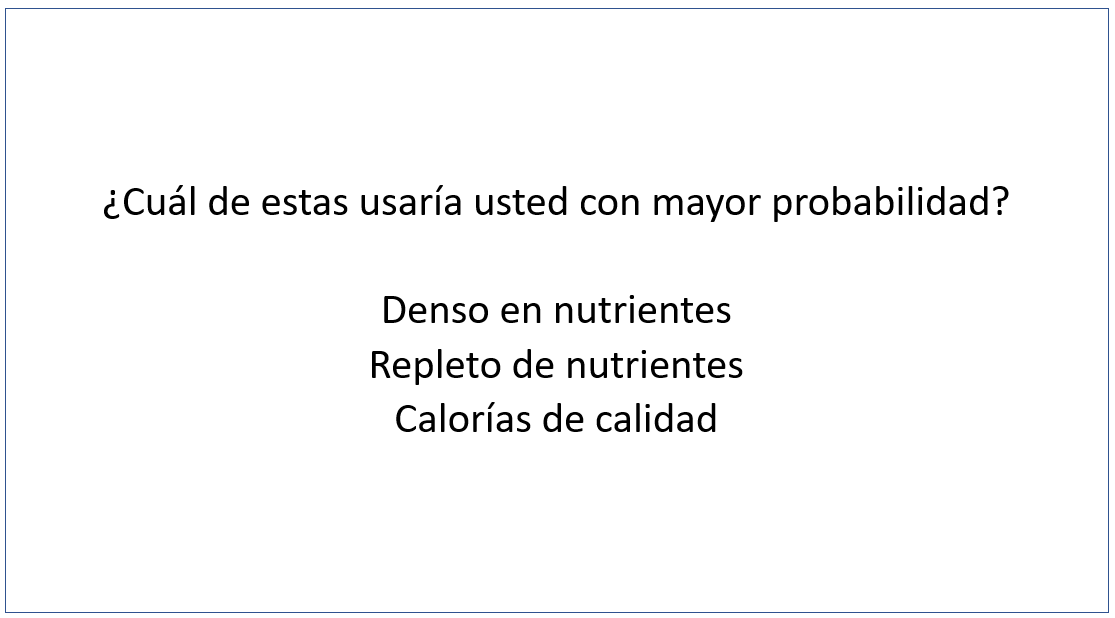 ¿Cuál de estas usaría usted con mayor probabilidad?
Denso en nutrientes
Repleto de nutrientes
Calorías de calidad